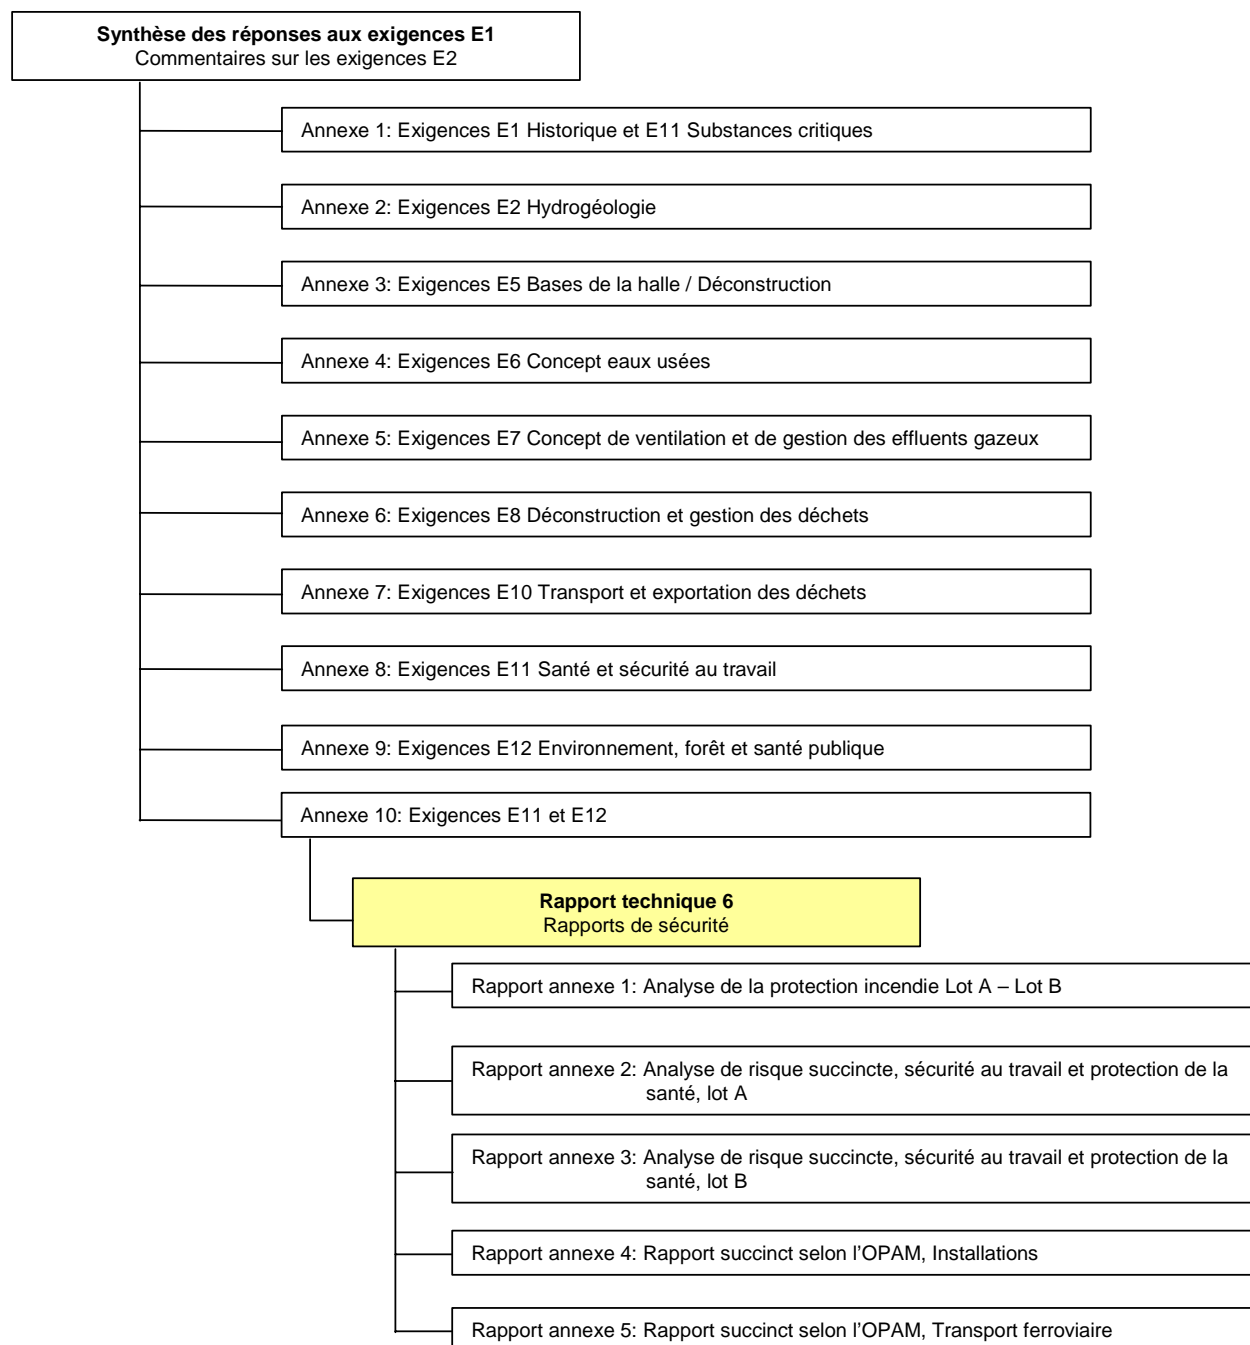 Synthèse des réponses aux exigences E1
Commentaires sur les exigences E2
Annexe 1: Exigences E1 Historique et E11 Substances critiques
Annexe 2: Exigences E2 Hydrogéologie
Annexe 3: Exigences E5 Bases de la halle / Déconstruction
Annexe 4: Exigences E6 Concept eaux usées
Annexe 5: Exigences E7 Concept de ventilation et de gestion des effluents gazeux
Annexe 6: Exigences E8 Déconstruction et gestion des déchets
Annexe 7: Exigences E10 Transport et exportation des déchets
Annexe 8: Exigences E11 Santé et sécurité au travail
Annexe 9: Exigences E12 Environnement, forêt et santé publique
Annexe 10: Exigences E11 et E12
Rapport technique 6
Rapports de sécurité
Rapport annexe 1: Analyse de la protection incendie Lot A – Lot B
Rapport annexe 2: Analyse de risque succincte, sécurité au travail et protection de la
santé, lot A
Rapport annexe 3: Analyse de risque succincte, sécurité au travail et protection de la
santé, lot B
Rapport annexe 4: Rapport succinct selon l’OPAM, Installations
Rapport annexe 5: Rapport succinct selon l’OPAM, Transport ferroviaire